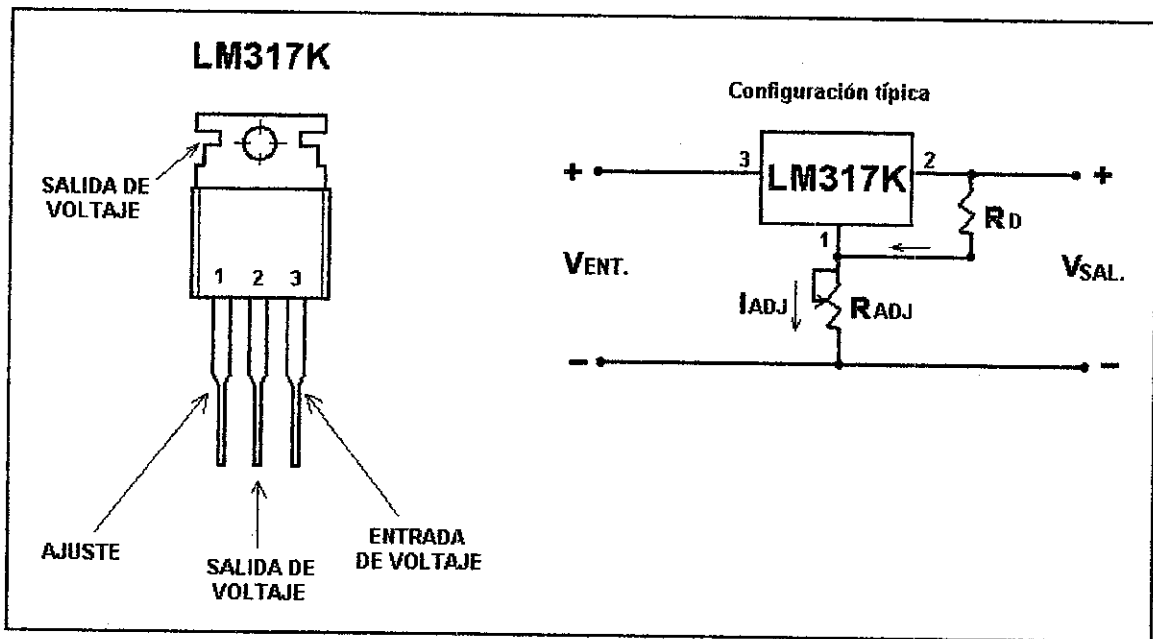 LM317K
SALIDA DE
VOLTAJE
1 2 3
AJUSTE
SALIDA DE
VOLTAJE
ENTRADA
DE VOLTAJE
Configuración típica
+ 3 LM317K 2 +
1
RD
VENT.
VSAL.
IADJ RADJ
- -